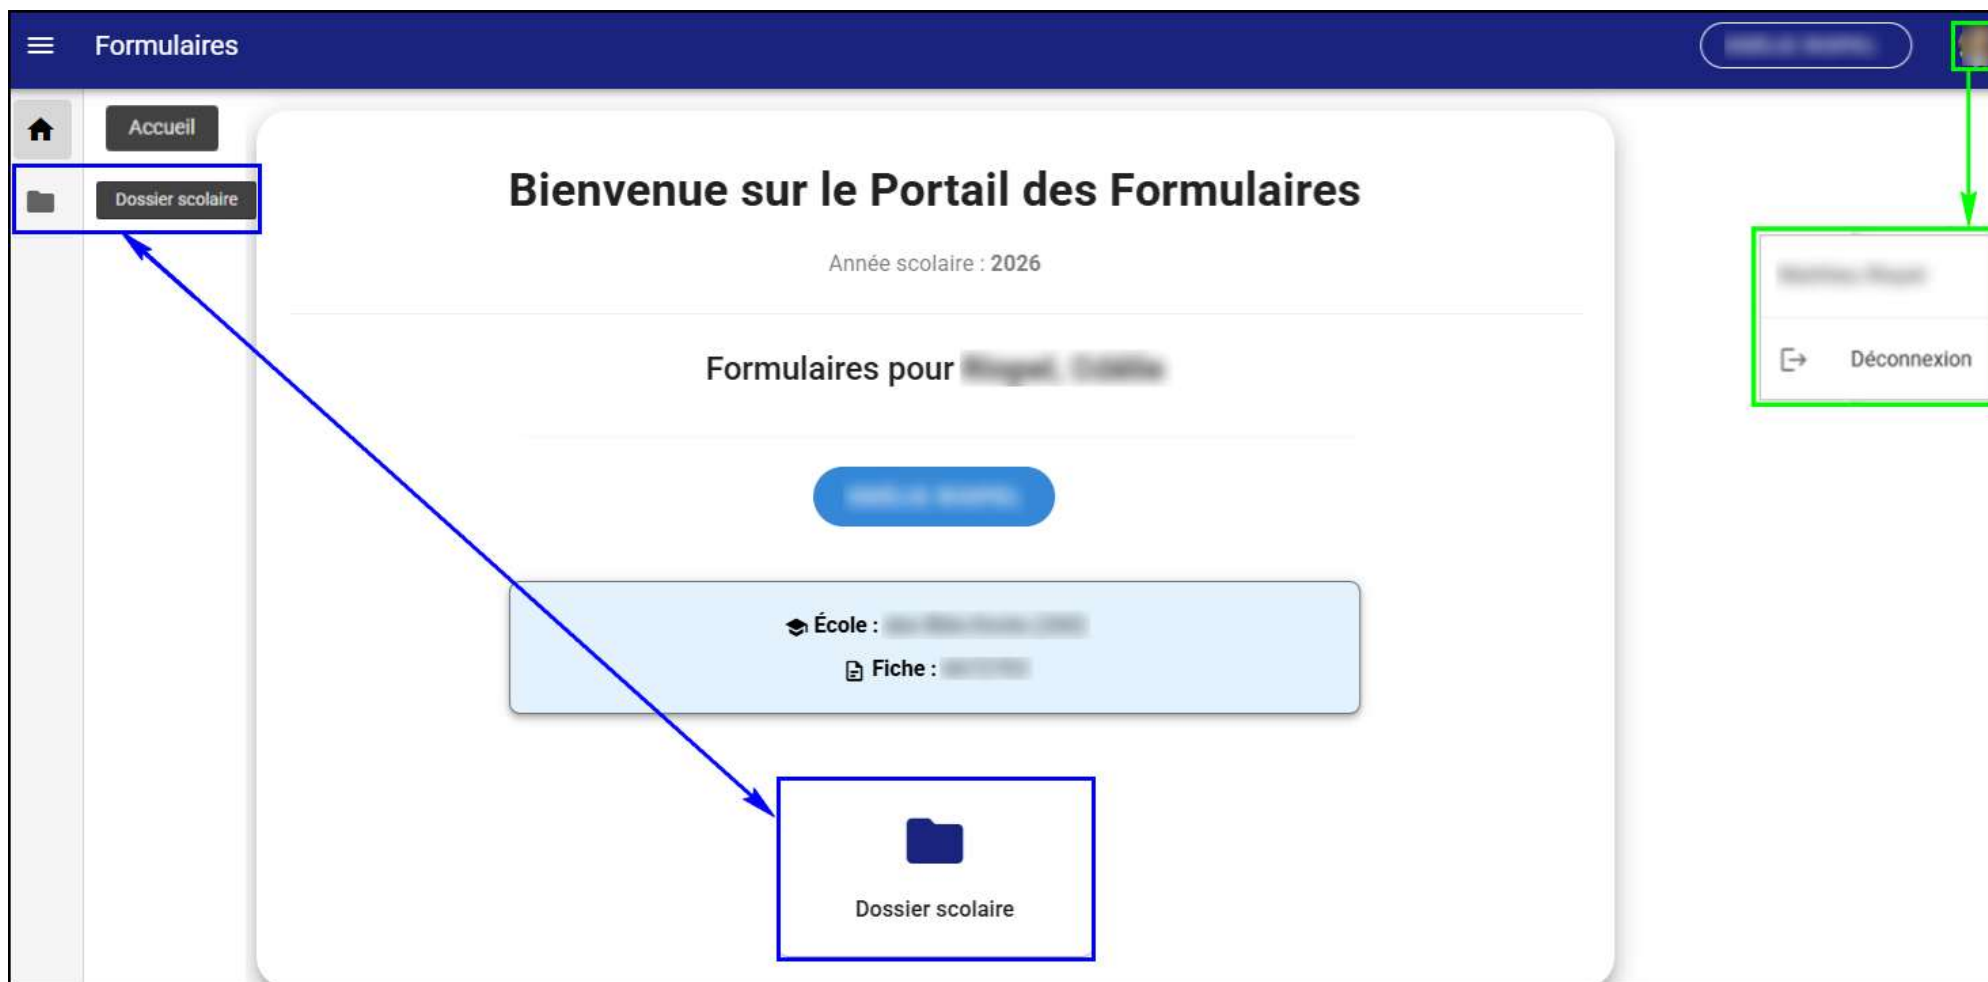 Formulaires
Accueil
Dossier scolaire
Bienvenue sur le Portail des Formulaires
Année scolaire : 2026
Formulaires pour
Déconnexion
École :
Fiche :
Dossier scolaire